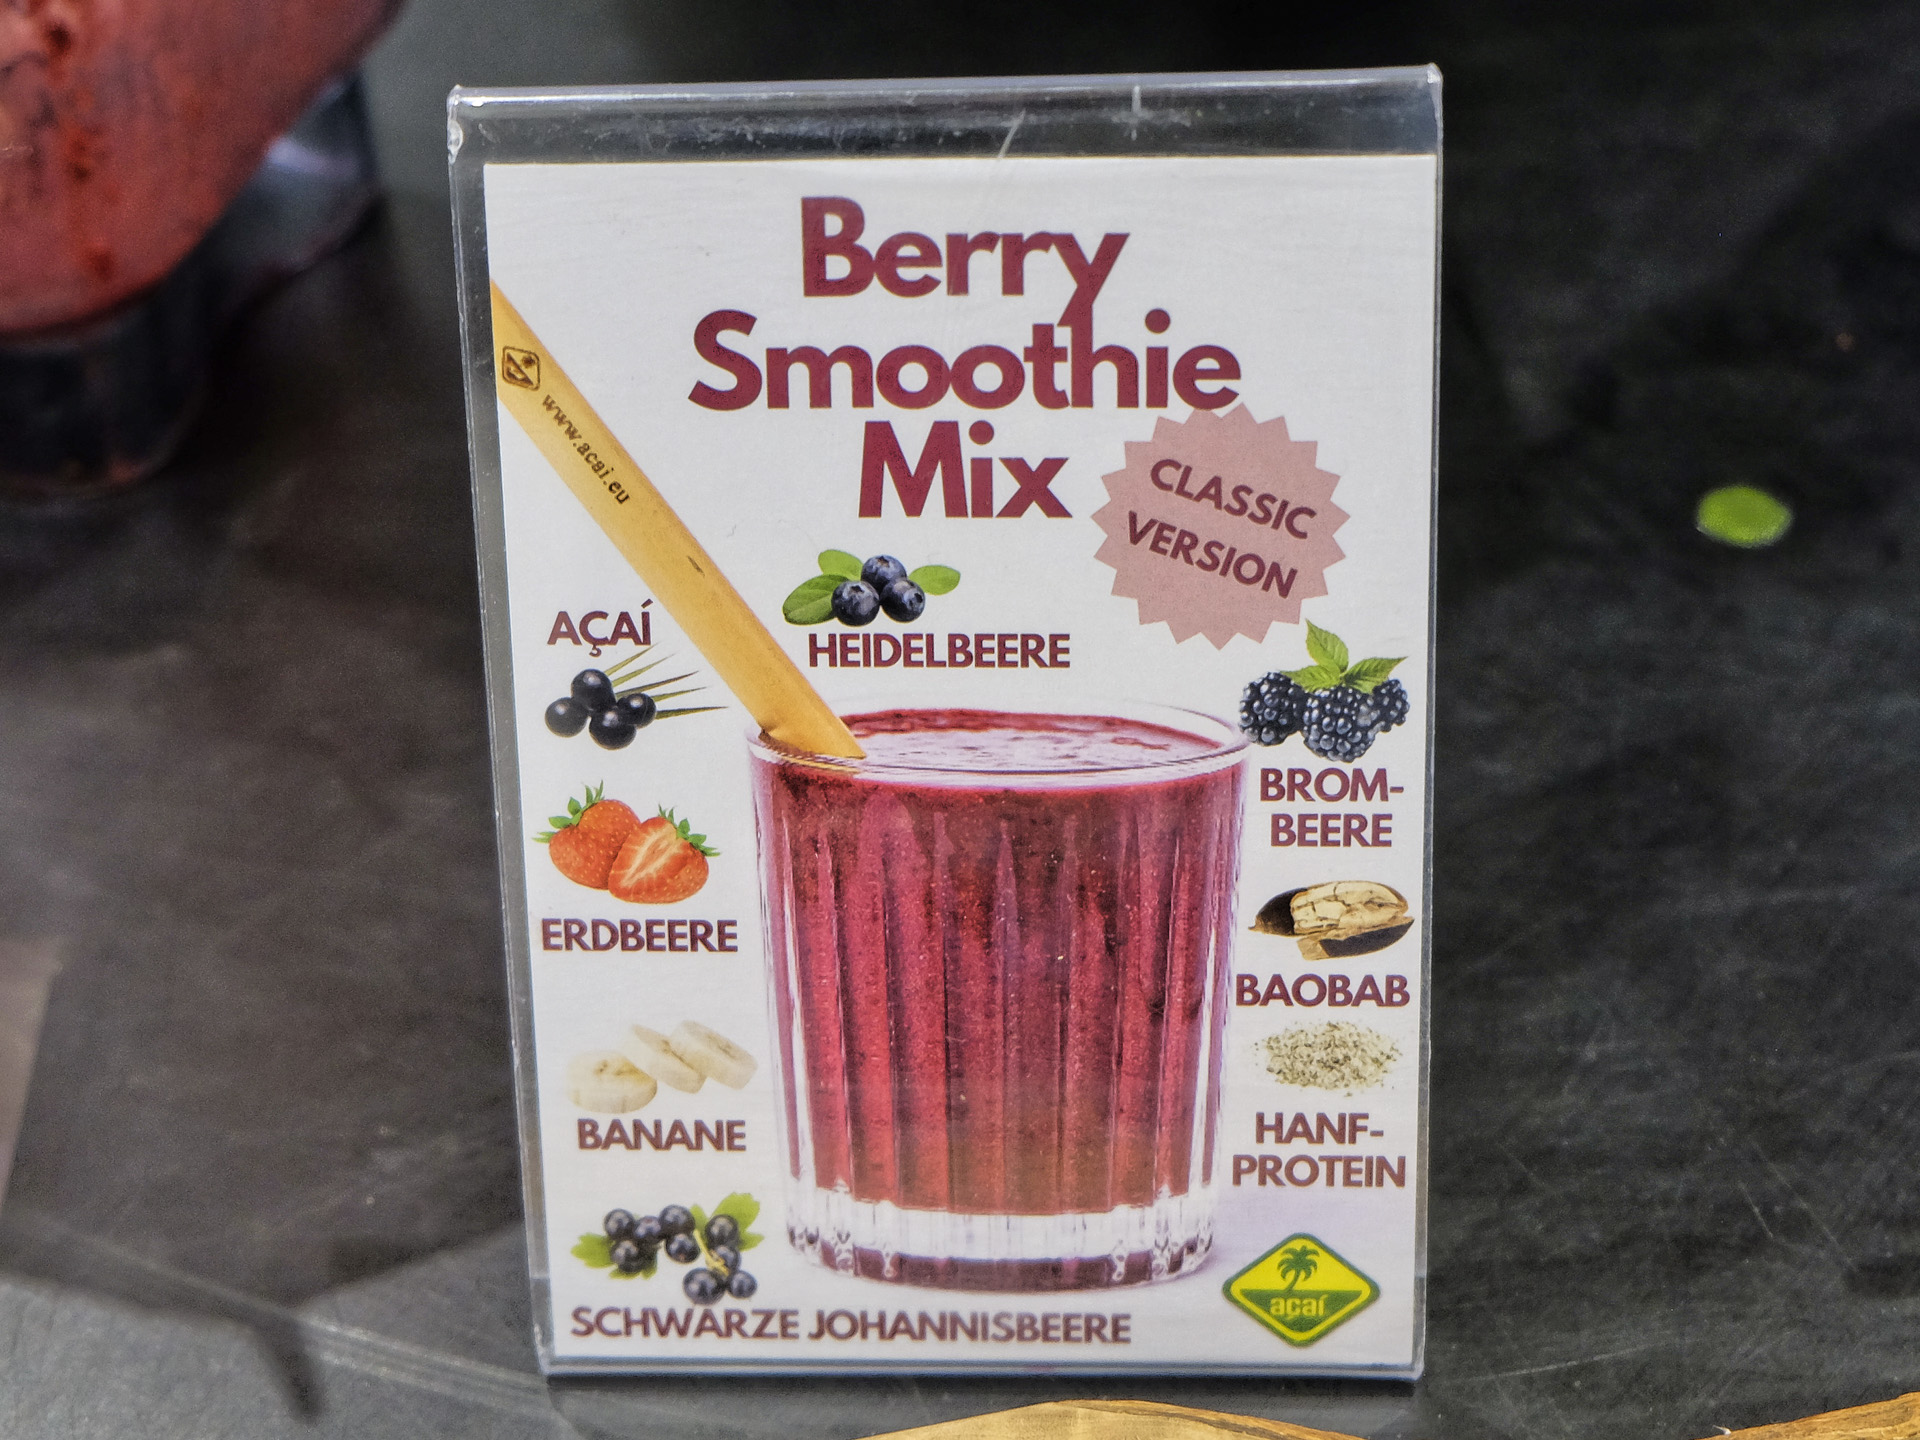 Berry
Smoothie
Mix
CLASSIC
VERSION
www.acai.eu
HEIDELBEERE
AÇAÍ
BROM-
BEERE
ERDBEERE
BAOBAB
BANANE
HANF-
PROTEIN
SCHWARZE JOHANNISBEERE
açaí